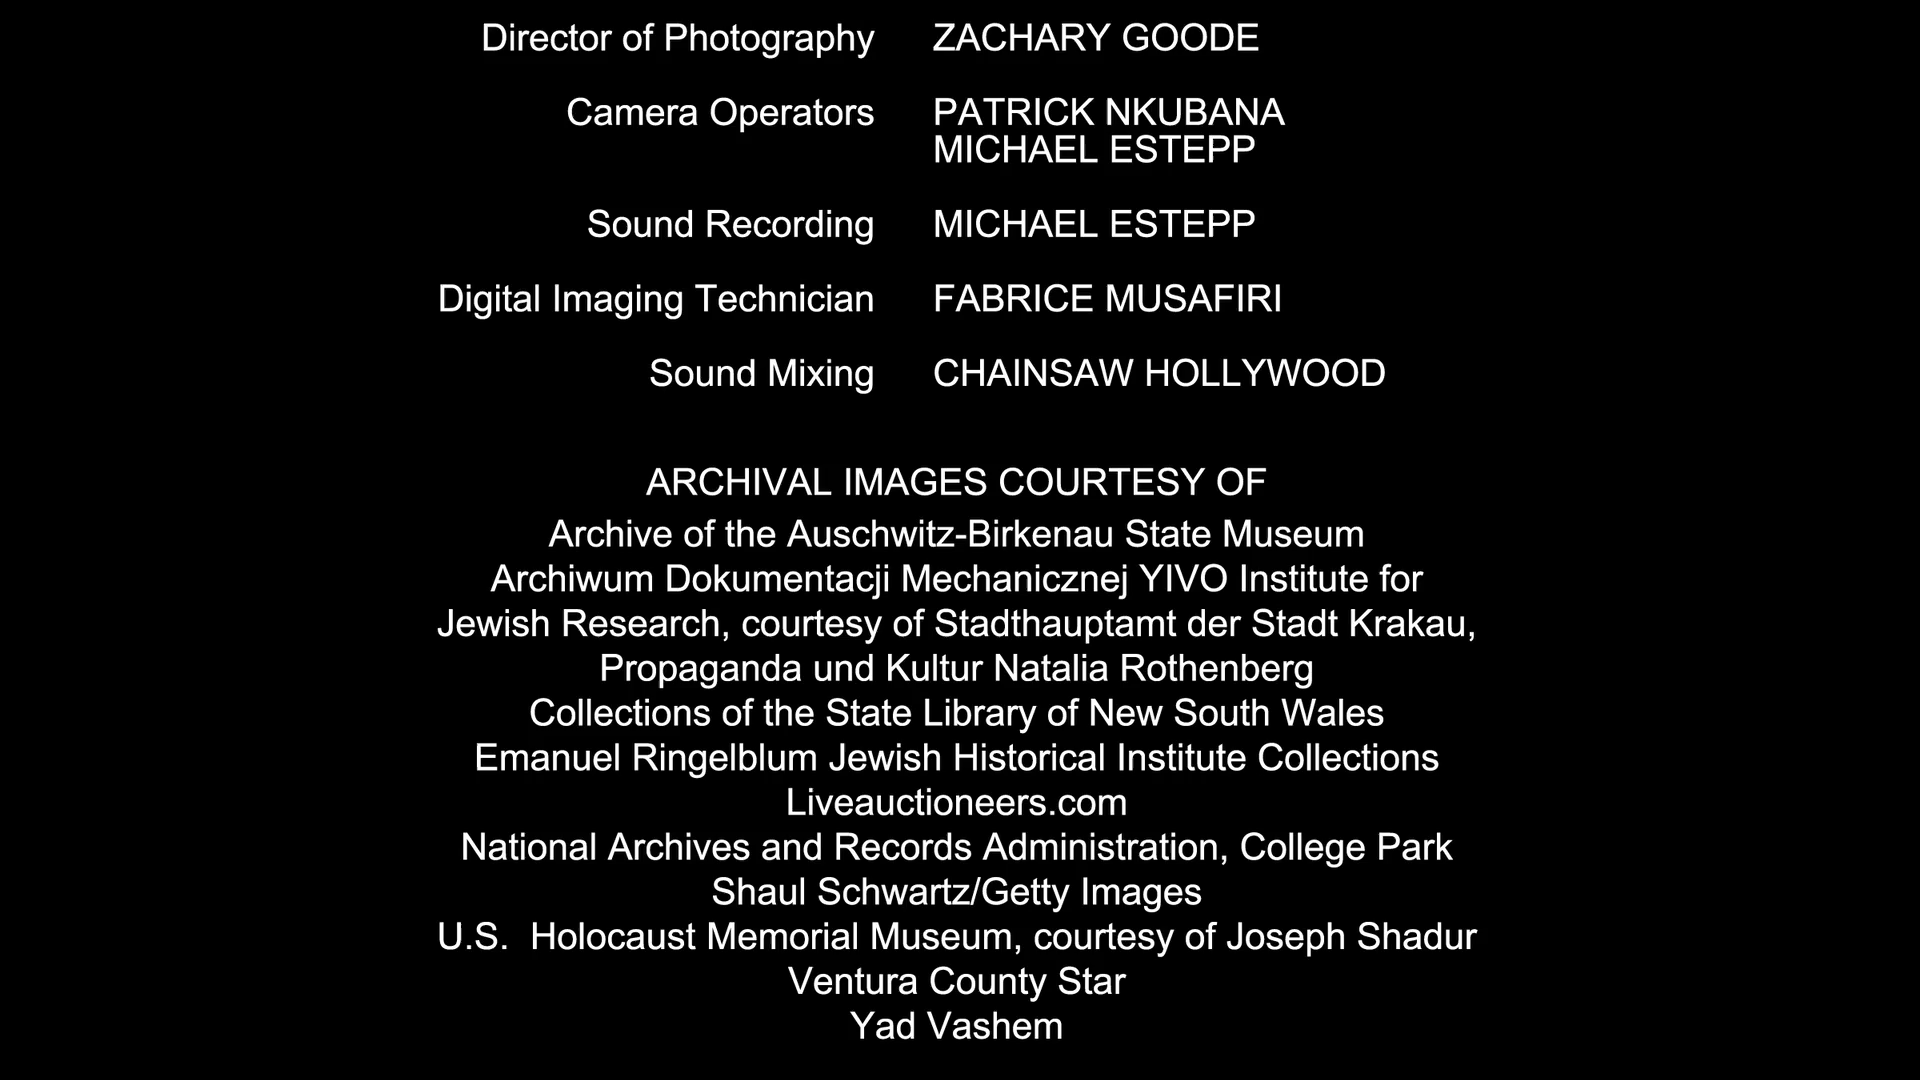 Director of Photography ZACHARY GOODE
Camera Operators PATRICK NKUBANA
MICHAEL ESTEPP
Sound Recording MICHAEL ESTEPP
Digital Imaging Technician FABRICE MUSAFIRI
Sound Mixing CHAINSAW HOLLYWOOD
ARCHIVAL IMAGES COURTESY OF
Archive of the Auschwitz-Birkenau State Museum
Archiwum Dokumentacji Mechanicznej YIVO Institute for
Jewish Research, courtesy of Stadthauptamt der Stadt Krakau,
Propaganda und Kultur Natalia Rothenberg
Collections of the State Library of New South Wales
Emanuel Ringelblum Jewish Historical Institute Collections
Liveauctioneers.com
National Archives and Records Administration, College Park
Shaul Schwartz/Getty Images
U.S.  Holocaust Memorial Museum, courtesy of Joseph Shadur
Ventura County Star
Yad Vashem